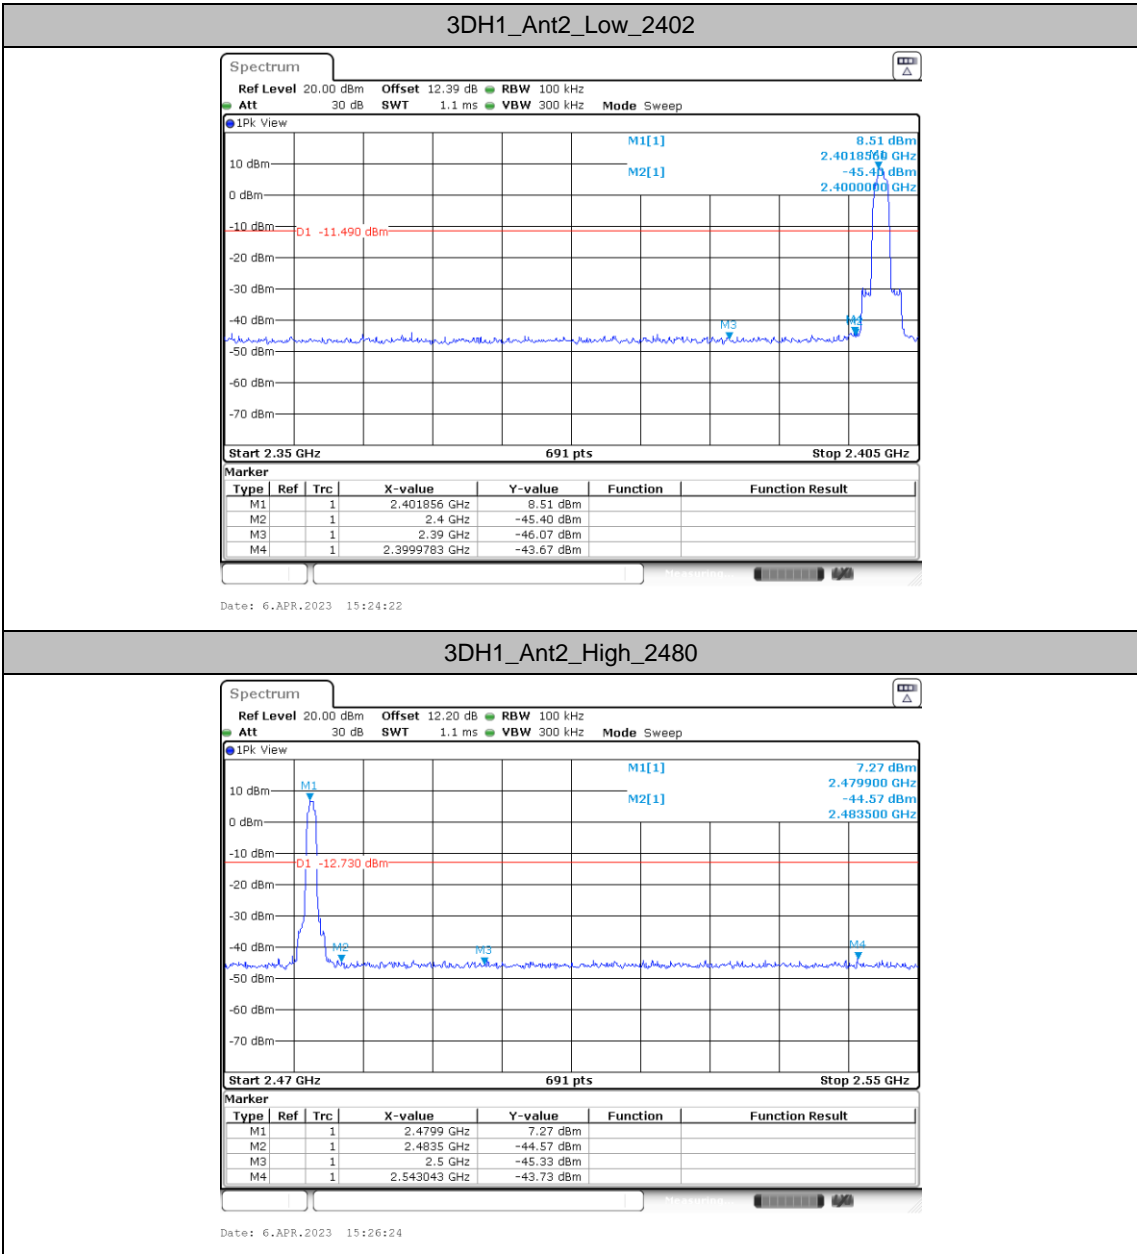 3DH1_Ant2_Low_2402
Spectrum
Ref Level 20.00 dBm Offset 12.39 dB RBW 100 kHz
Att 30 dB SWT 1.1 ms VBW 300 kHz Mode Sweep
1Pk View
M1[1] 8.51 dBm
2.4018560 GHz
M2[1] -45.40 dBm
2.4000000 GHz
M1
10 dBm
0 dBm
-10 dBm
D1 -11.490 dBm
-20 dBm
-30 dBm
-40 dBm
M3
-50 dBm
-60 dBm
-70 dBm
Start 2.35 GHz 691 pts Stop 2.405 GHz
Marker
Type Ref Trc X-value Y-value Function Function Result
M1 1 2.401856 GHz 8.51 dBm
M2 1 2.4 GHz -45.40 dBm
M3 1 2.39 GHz -46.07 dBm
M4 1 2.3999783 GHz -43.67 dBm
Measuring...
Date: 6.APR.2023 15:24:22
3DH1_Ant2_High_2480
Spectrum
Ref Level 20.00 dBm Offset 12.20 dB RBW 100 kHz
Att 30 dB SWT 1.1 ms VBW 300 kHz Mode Sweep
1Pk View
M1[1] 7.27 dBm
2.479900 GHz
M2[1] -44.57 dBm
2.483500 GHz
M1
10 dBm
0 dBm
-10 dBm
D1 -12.730 dBm
-20 dBm
-30 dBm
-40 dBm
M2 M3 M4
-50 dBm
-60 dBm
-70 dBm
Start 2.47 GHz 691 pts Stop 2.55 GHz
Marker
Type Ref Trc X-value Y-value Function Function Result
M1 1 2.4799 GHz 7.27 dBm
M2 1 2.4835 GHz -44.57 dBm
M3 1 2.5 GHz -45.33 dBm
M4 1 2.543043 GHz -43.73 dBm
Measuring...
Date: 6.APR.2023 15:26:24